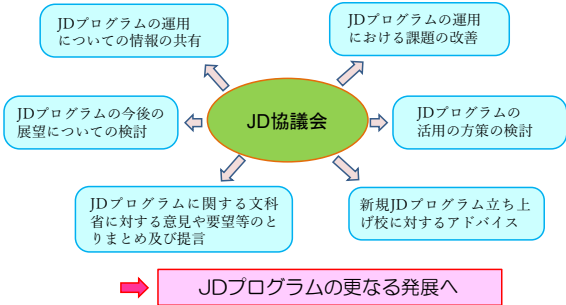 JDプログラムの運用
についての情報の共有
JDプログラムの運用
における課題の改善
JDプログラムの今後の
展望についての検討
JD協議会
JDプログラムの
活用の方策の検討
JDプログラムに関する文科
省に対する意見や要望等のと
りまとめ及び提言
新規JDプログラム立ち上
げ校に対するアドバイス
JDプログラムの更なる発展へ